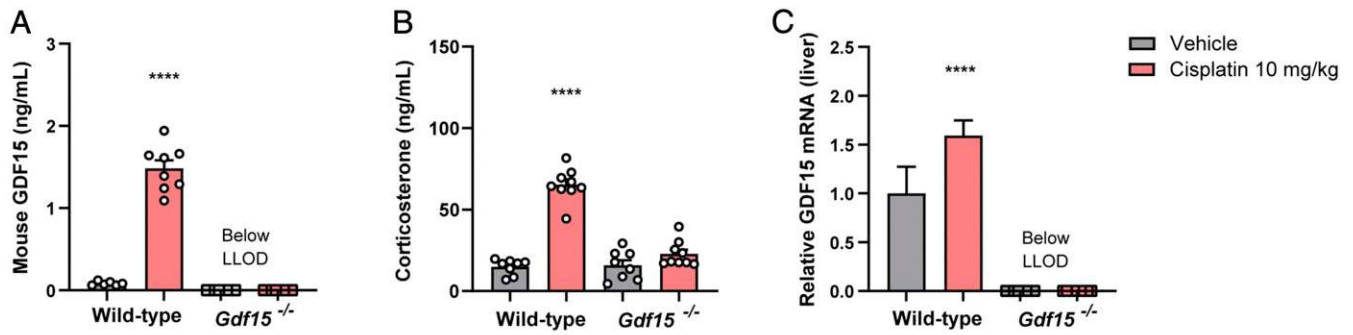 A
Mouse GDF15 (ng/mL)
3
2
1
0
****
Below
LLOD
Wild-type
Gdf15 -/-
B
Corticosterone (ng/mL)
150
100
50
0
****
Wild-type
Gdf15 -/-
C
Relative GDF15 mRNA (liver)
2.5
2.0
1.5
1.0
0.5
0.0
****
Below
LLOD
Wild-type
Gdf15 -/-
Vehicle
Cisplatin 10 mg/kg